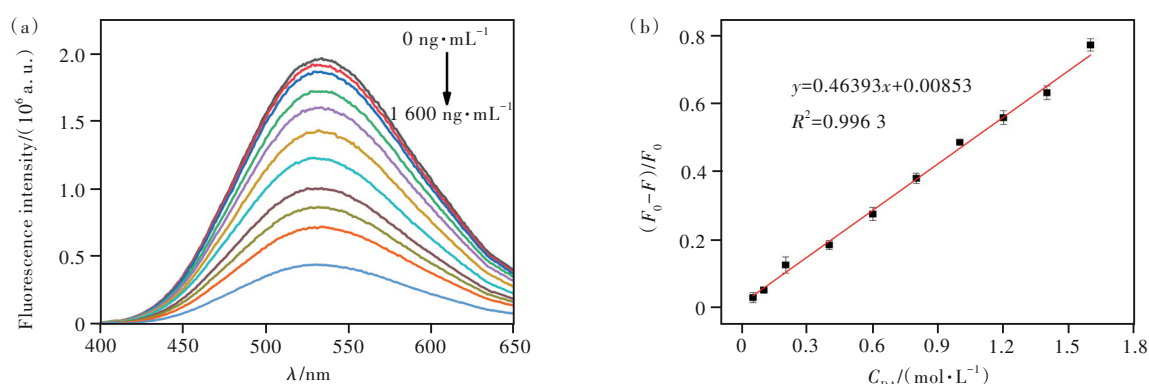 (a)
Fluorescence intensity/(10⁶ a. u.)
2.0
1.5
1.0
0.5
0
400
450
500
550
600
650
λ/nm
0 ng·mL⁻¹
1 600 ng·mL⁻¹
(b)
(F₀−F)/F₀
0.8
0.6
0.4
0.2
0
0
0.3
0.6
0.9
1.2
1.5
1.8
y=0.46393x+0.00853
R²=0.996 3
/(mol·L⁻¹)